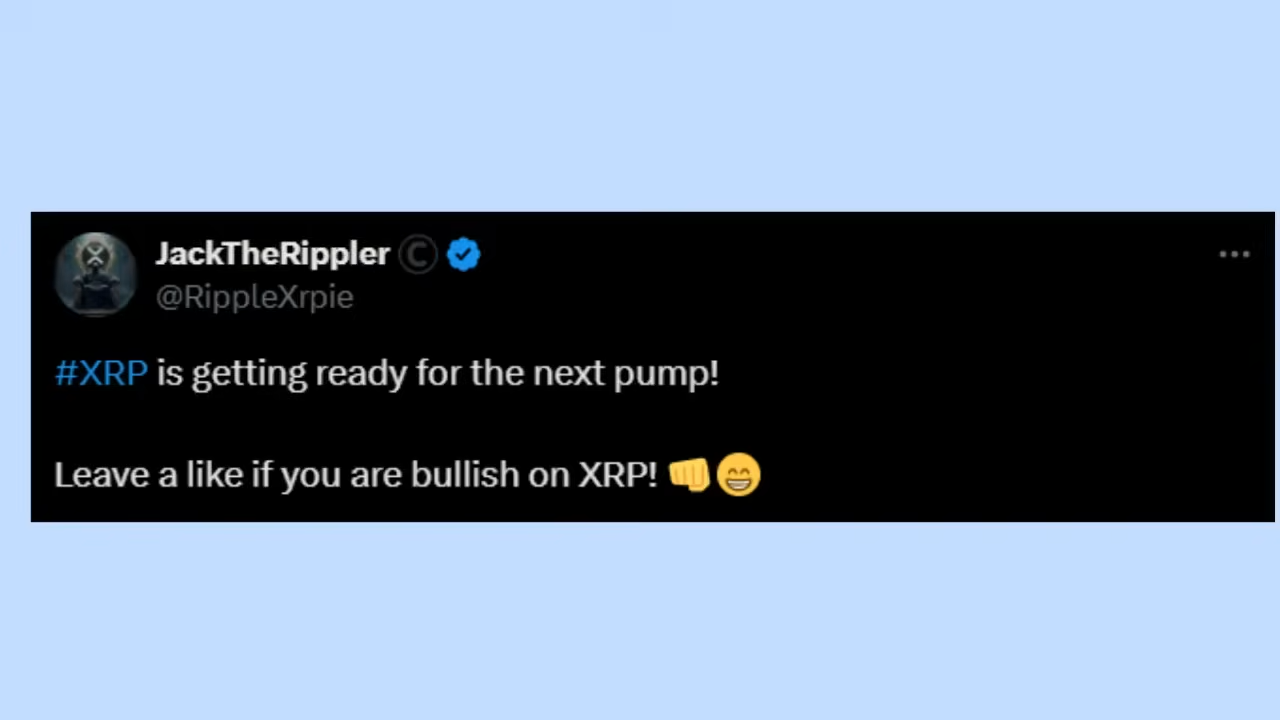 JackTheRippler ©
@RippleXrpie
#XRP is getting ready for the next pump!
Leave a like if you are bullish on XRP! 👊😁